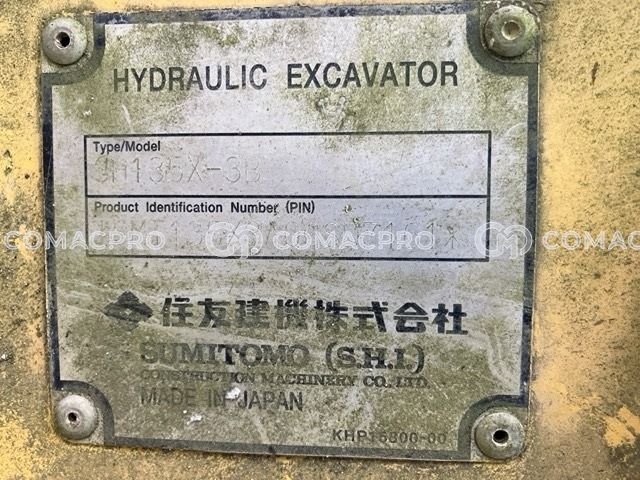 HYDRAULIC EXCAVATOR
Type/Model
SH135X-3B
Product Identification Number (PIN)
COMACPRO COMACPRO COMACPRO
住友建機株式会社
SUMITOMO (S.H.I.)
CONSTRUCTION MACHINERY CO., LTD.
MADE IN JAPAN
KHP16800-00